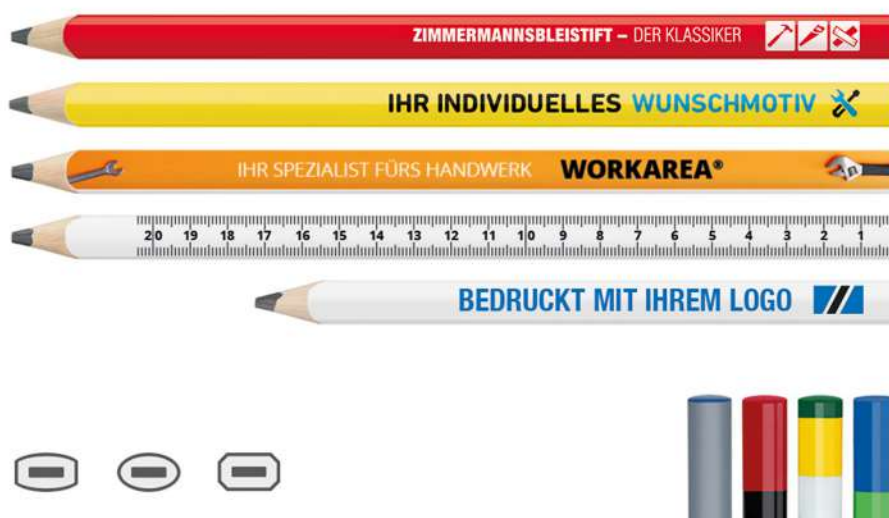 ZIMMERMANNSBLEISTIFT – DER KLASSIKER
IHR INDIVIDUELLES WUNSCHMOTIV
IHR SPEZIALIST FÜRS HANDWERK WORKAREA®
20 19 18 17 16 15 14 13 12 11 10 9 8 7 6 5 4 3 2 1
BEDRUCKT MIT IHREM LOGO